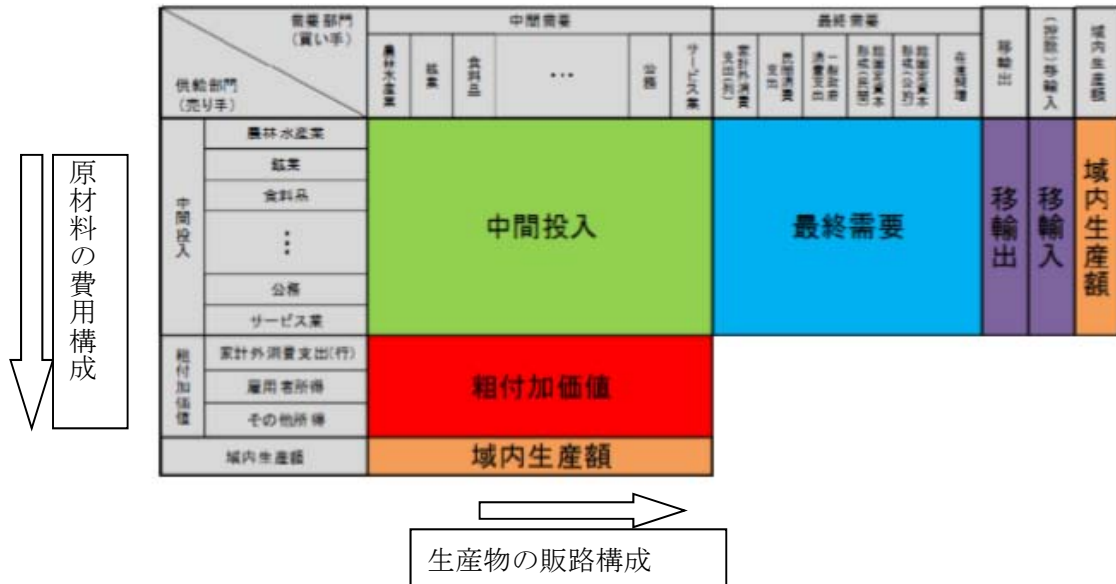 需要部門
(買い手)
供給部門
(売り手)
中間需要
最終需要
農林水産業
鉱業
食料品
・・・
公務
サービス業
家計外消費
支出(列)
民間消費
支出
一般政府
消費支出
総固定資本
形成(民間)
総固定資本
形成(公的)
在庫純増
移輸出
(控除)移輸入
域内生産額
原材料の費用構成
中間投入
農林水産業
鉱業
食料品
・・・
公務
サービス業
中間投入
最終需要
移輸出
移輸入
域内生産額
粗付加価値
家計外消費支出(行)
雇用者所得
その他所得
粗付加価値
域内生産額
域内生産額
生産物の販路構成